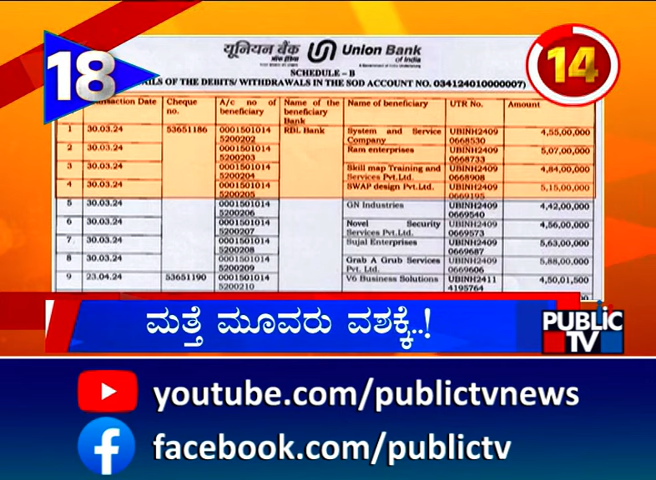 यूनियन बैंक Union Bank
of India
SCHEDULE – B
18
14
ILS OF THE DEBITS/ WITHDRAWALS IN THE SOD ACCOUNT NO. 034124010000007)
ansaction Date Cheque no. A/c no of beneficiary Name of the beneficiary Bank Name of beneficiary UTR No. Amount
1 30.03.24 53651186 0001501014 5200202 RBL Bank System and Service Company UBINH2409 0668530 4,55,00,000
2 30.03.24 0001501014 5200203 Ram enterprises UBINH2409 0668733 5,07,00,000
3 30.03.24 0001501014 5200204 Skill map Training and Services Pvt.Ltd. UBINH2409 0668908 4,84,00,000
4 30.03.24 0001501014 5200205 SWAP design Pvt.Ltd. UBINH2409 0669195 5,15,00,000
5 30.03.24 0001501014 5200206 GN Industries UBINH2409 0669540 4,42,00,000
6 30.03.24 0001501014 5200207 Novel Security Services Pvt.Ltd. UBINH2409 0669573 4,56,00,000
7 30.03.24 0001501014 5200208 Sujal Enterprises UBINH2409 0669687 5,63,00,000
8 30.03.24 0001501014 5200209 Grab A Grub Services Pvt. Ltd. UBINH2409 0669606 5,88,00,000
9 23.04.24 53651190 0001501014 5200210 V6 Business Solutions UBINH2411 4195764 4,50,01,500
ಮತ್ತೆ ಮೂವರು ವಶಕ್ಕೆ..!
PUBLiC
TV
youtube.com/publictvnews
facebook.com/publictv